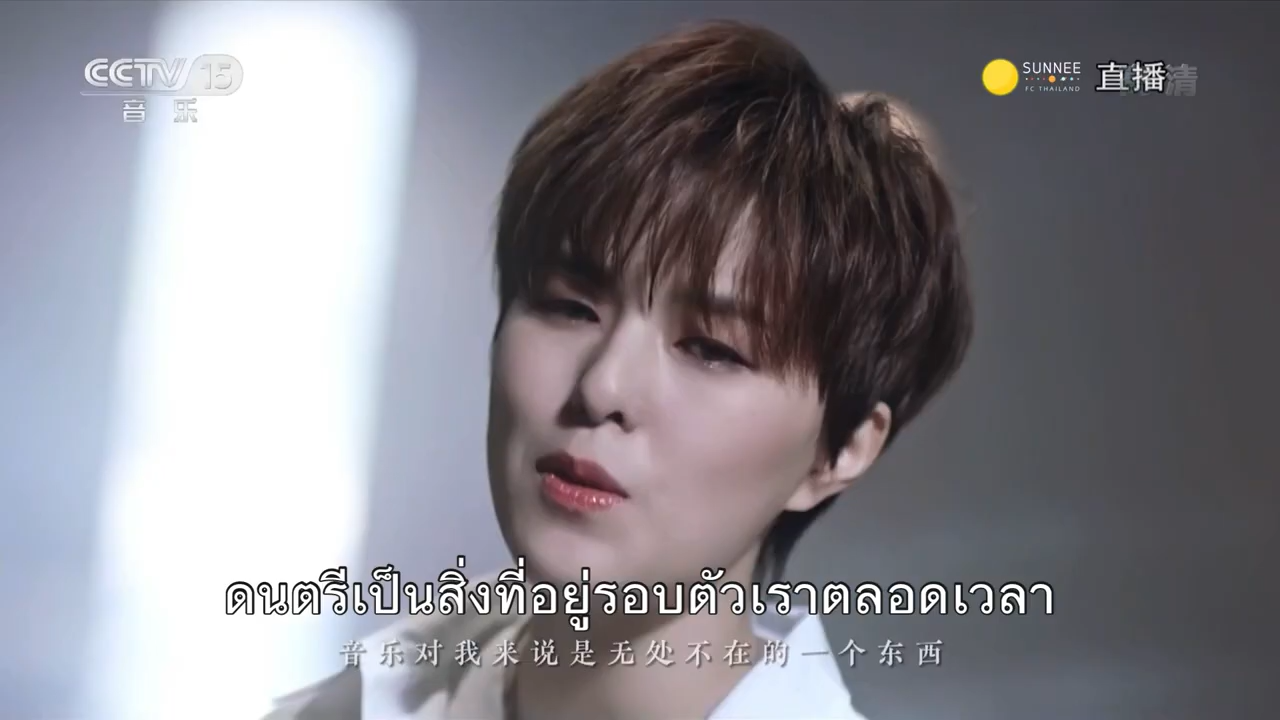 CCTV 15
音乐
SUNNEE
FC THAILAND
直播
清
ดนตรีเป็นสิ่งที่อยู่รอบตัวเราตลอดเวลา
音乐对我来说是无处不在的一个东西